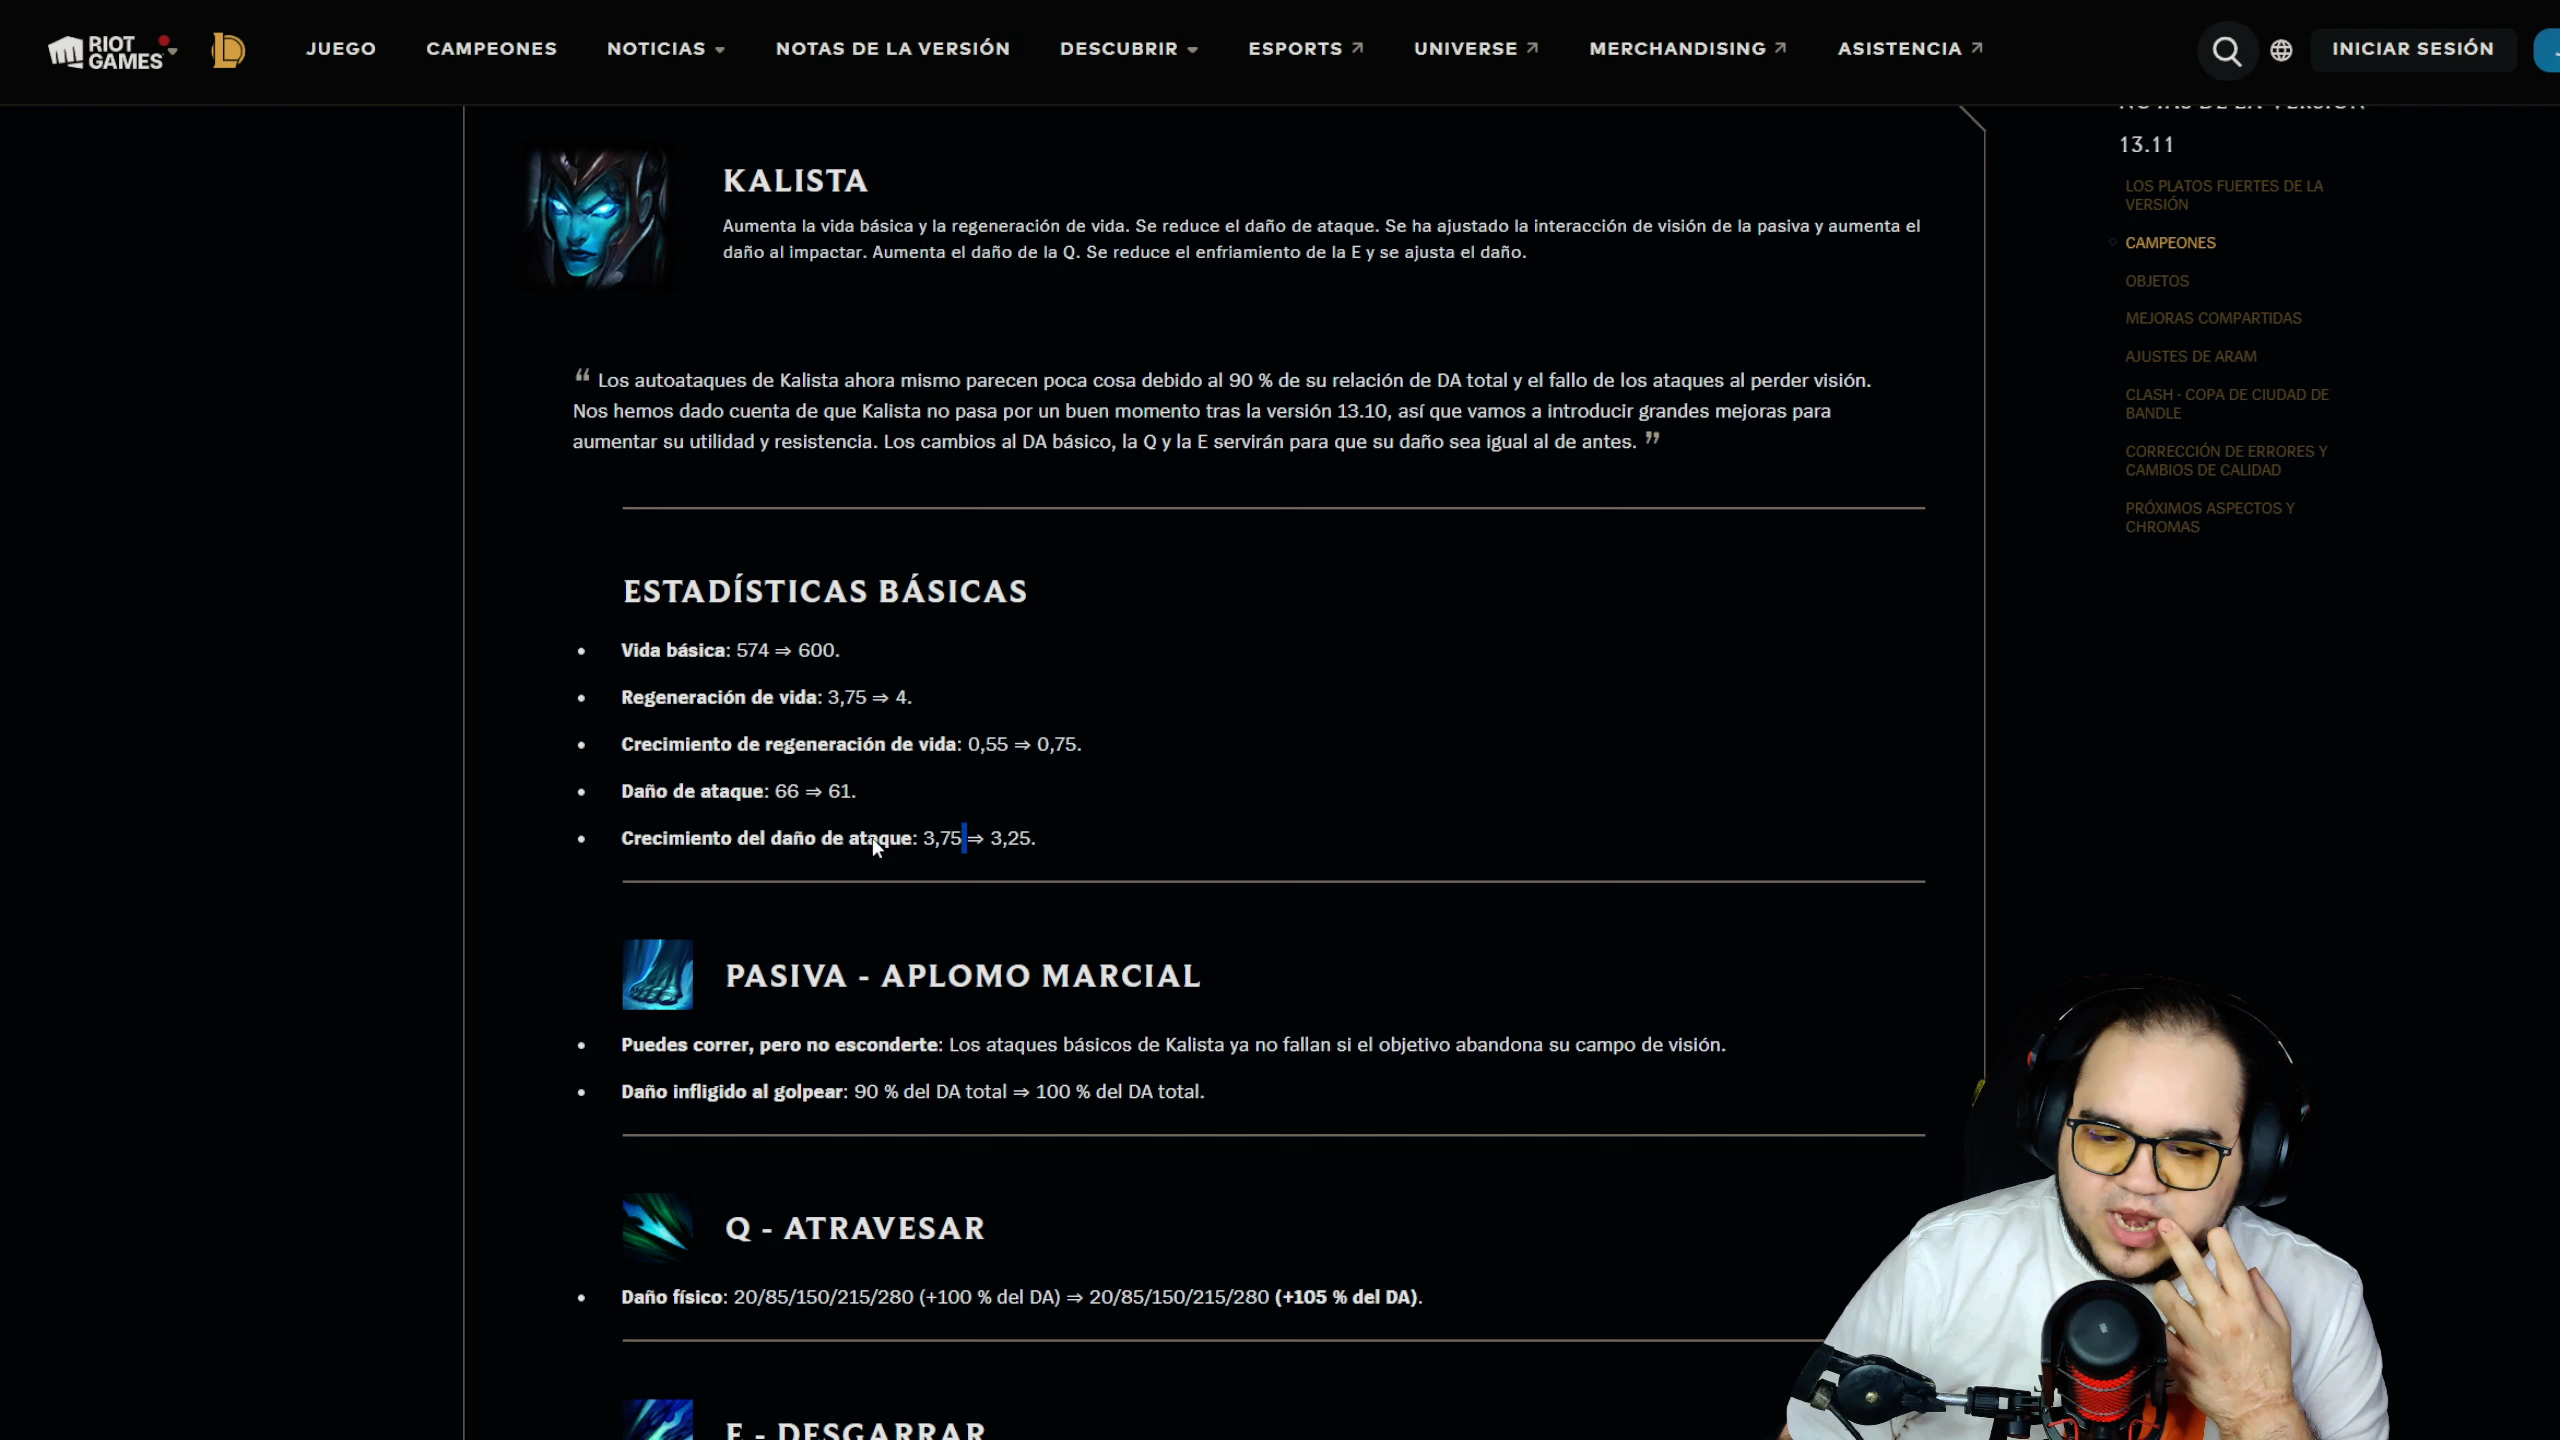 RIOT GAMES
JUEGO CAMPEONES NOTICIAS NOTAS DE LA VERSIÓN DESCUBRIR ESPORTS UNIVERSE MERCHANDISING ASISTENCIA INICIAR SESIÓN
NOTAS DE LA VERSIÓN
13.11
LOS PLATOS FUERTES DE LA
VERSIÓN
CAMPEONES
OBJETOS
MEJORAS COMPARTIDAS
AJUSTES DE ARAM
CLASH - COPA DE CIUDAD DE
BANDLE
CORRECCIÓN DE ERRORES Y
CAMBIOS DE CALIDAD
PRÓXIMOS ASPECTOS Y
CHROMAS
KALISTA
Aumenta la vida básica y la regeneración de vida. Se reduce el daño de ataque. Se ha ajustado la interacción de visión de la pasiva y aumenta el
daño al impactar. Aumenta el daño de la Q. Se reduce el enfriamiento de la E y se ajusta el daño.
“ Los autoataques de Kalista ahora mismo parecen poca cosa debido al 90 % de su relación de DA total y el fallo de los ataques al perder visión.
Nos hemos dado cuenta de que Kalista no pasa por un buen momento tras la versión 13.10, así que vamos a introducir grandes mejoras para
aumentar su utilidad y resistencia. Los cambios al DA básico, la Q y la E servirán para que su daño sea igual al de antes. ”
ESTADÍSTICAS BÁSICAS
• Vida básica: 574 ⇒ 600.
• Regeneración de vida: 3,75 ⇒ 4.
• Crecimiento de regeneración de vida: 0,55 ⇒ 0,75.
• Daño de ataque: 66 ⇒ 61.
• Crecimiento del daño de ataque: 3,75 ⇒ 3,25.
PASIVA - APLOMO MARCIAL
• Puedes correr, pero no esconderte: Los ataques básicos de Kalista ya no fallan si el objetivo abandona su campo de visión.
• Daño infligido al golpear: 90 % del DA total ⇒ 100 % del DA total.
Q - ATRAVESAR
• Daño físico: 20/85/150/215/280 (+100 % del DA) ⇒ 20/85/150/215/280 (+105 % del DA).
E - DESGARRAR